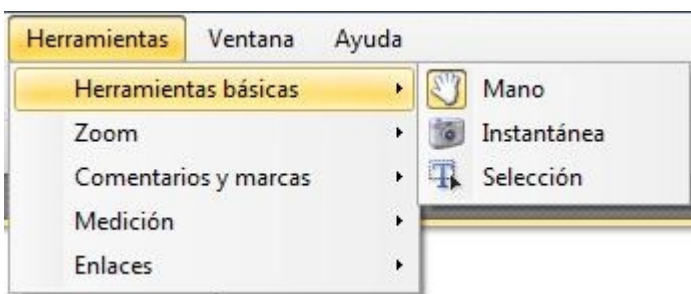 Herramientas Ventana Ayuda
Herramientas básicas
Mano
Zoom
Instantánea
Comentarios y marcas
Selección
Medición
Enlaces